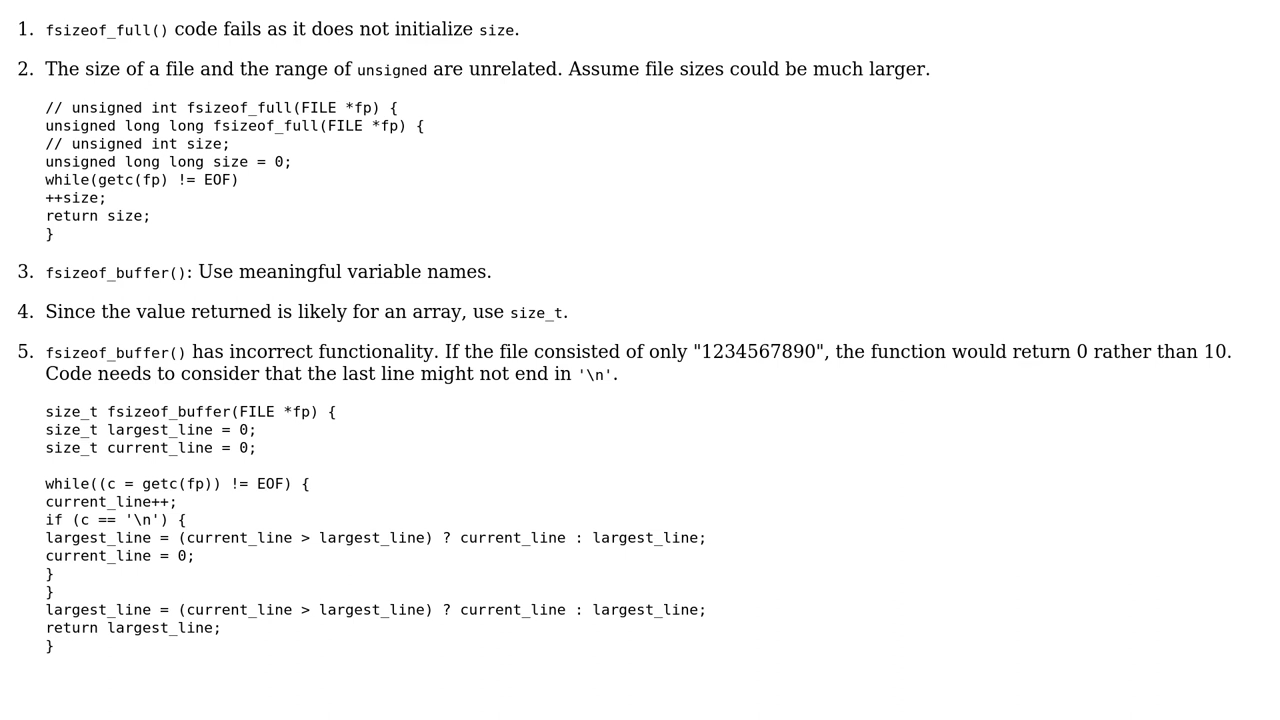 1. fsizeof_full() code fails as it does not initialize size.
2. The size of a file and the range of unsigned are unrelated. Assume file sizes could be much larger.
// unsigned int fsizeof_full(FILE *fp) {
unsigned long long fsizeof_full(FILE *fp) {
// unsigned int size;
unsigned long long size = 0;
while(getc(fp) != EOF)
++size;
return size;
}
3. fsizeof_buffer(): Use meaningful variable names.
4. Since the value returned is likely for an array, use size_t.
5. fsizeof_buffer() has incorrect functionality. If the file consisted of only "1234567890", the function would return 0 rather than 10.
Code needs to consider that the last line might not end in '\n'.
size_t fsizeof_buffer(FILE *fp) {
size_t largest_line = 0;
size_t current_line = 0;
while((c = getc(fp)) != EOF) {
current_line++;
if (c == '\n') {
largest_line = (current_line > largest_line) ? current_line : largest_line;
current_line = 0;
}
}
largest_line = (current_line > largest_line) ? current_line : largest_line;
return largest_line;
}